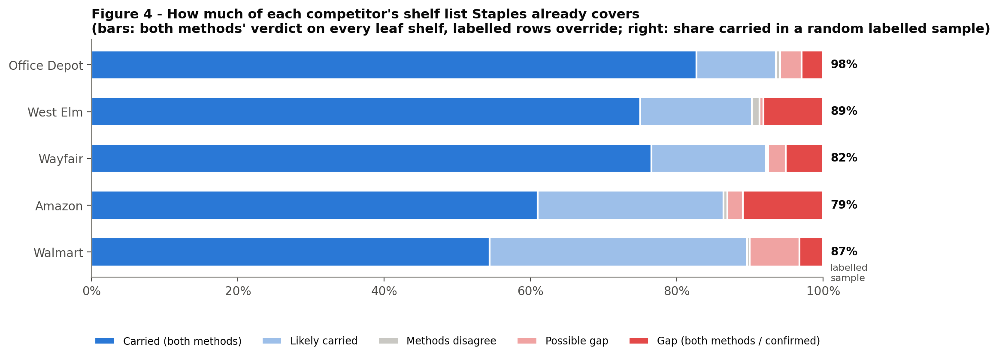 Figure 4 - How much of each competitor's shelf list Staples already covers
(bars: both methods' verdict on every leaf shelf, labelled rows override; right: share carried in a random labelled sample)
Office Depot
98%
West Elm
89%
Wayfair
82%
Amazon
79%
Walmart
87%
labelled
sample
0%
20%
40%
60%
80%
100%
Carried (both methods)
Likely carried
Methods disagree
Possible gap
Gap (both methods / confirmed)